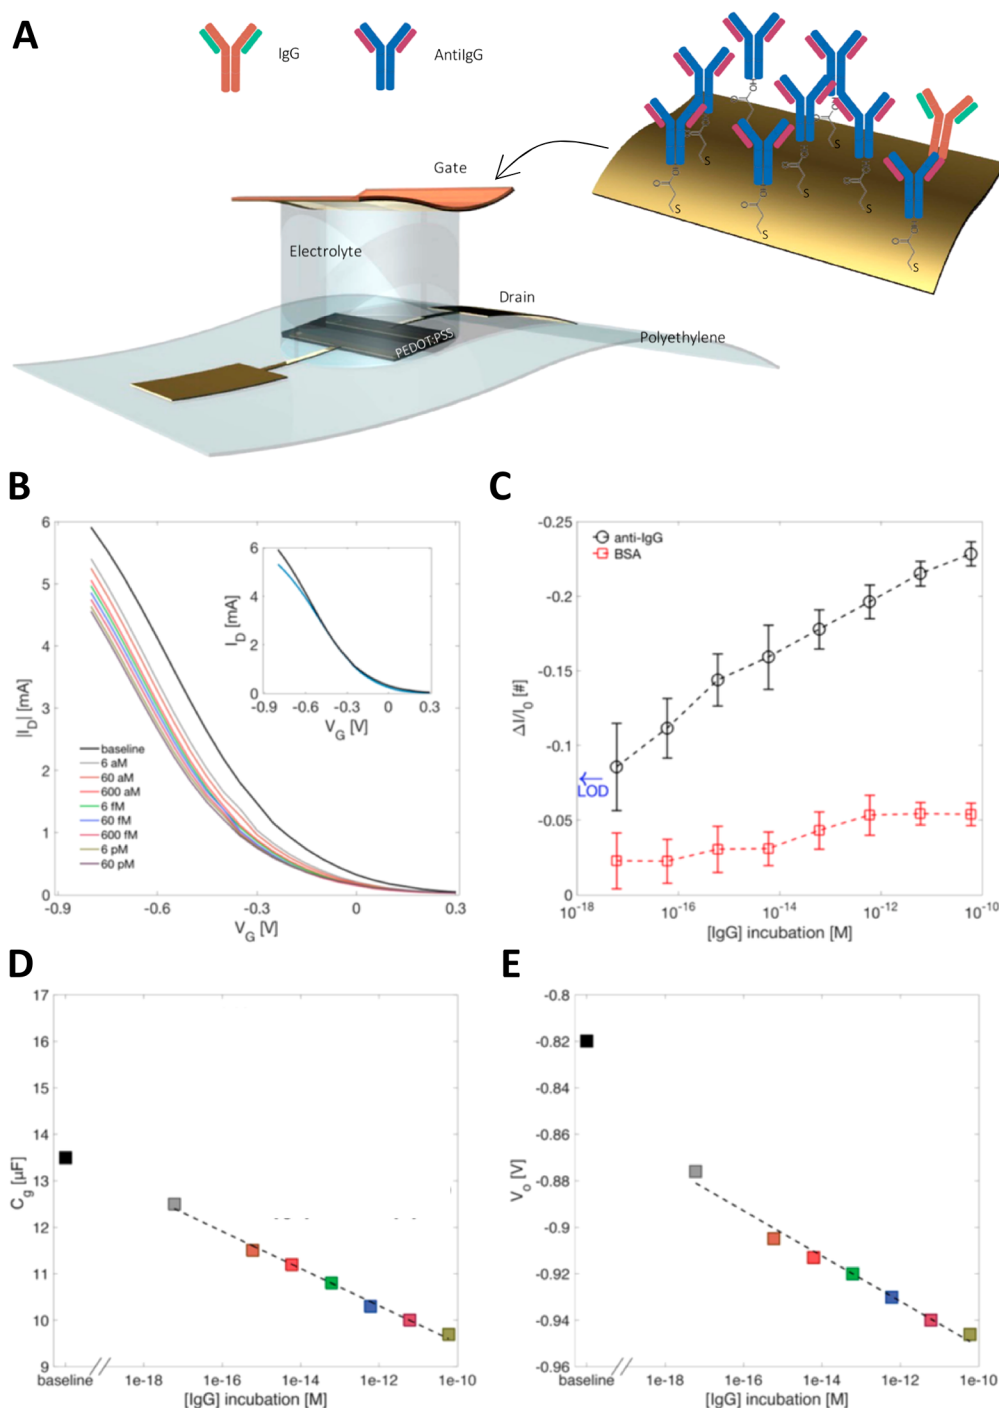 A
IgG
AntiIgG
S
S
S
S
S
Gate
Electrolyte
Drain
PEDOT:PSS
Polyethylene
B
|I_D| [mA]
6
5
4
3
2
1
0
-0.9
-0.6
-0.3
0
0.3
V_G [V]
baseline
6 aM
60 aM
600 aM
6 fM
60 fM
600 fM
6 pM
60 pM
I_D [mA]
6
4
2
0
-0.9
-0.6
-0.3
0
0.3
V_G [V]
C
ΔI/I_0 [#]
-0.25
-0.2
-0.15
-0.1
-0.05
0
anti-IgG
BSA
LOD
10^-18
10^-16
10^-14
10^-12
10^-10
[IgG] incubation [M]
D
C_g [µF]
17
16
15
14
13
12
11
10
9
baseline
1e-18
1e-16
1e-14
1e-12
1e-10
[IgG] incubation [M]
E
V_o [V]
-0.8
-0.82
-0.84
-0.86
-0.88
-0.9
-0.92
-0.94
-0.96
baseline
1e-18
1e-16
1e-14
1e-12
1e-10
[IgG] incubation [M]